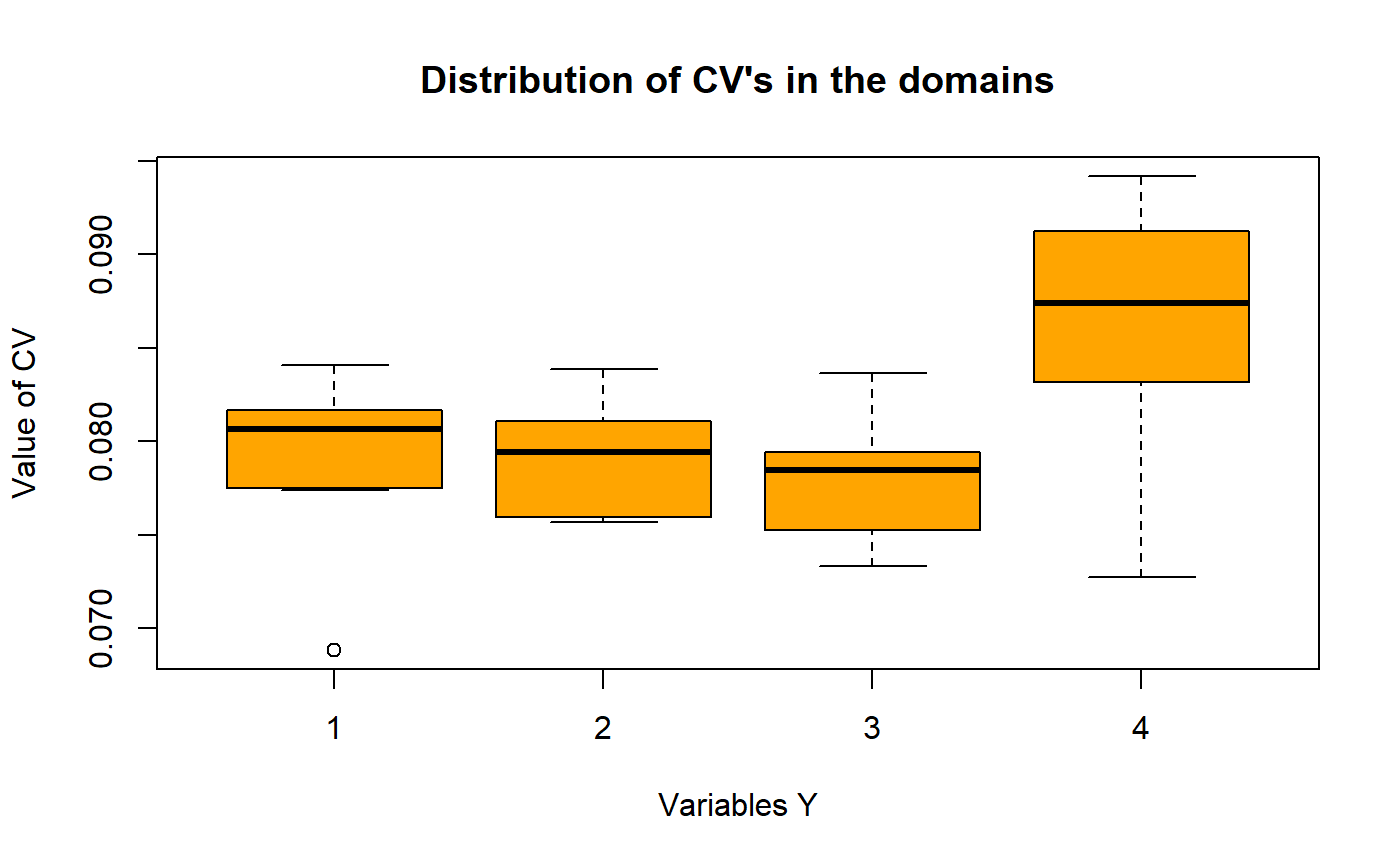 Distribution of CV's in the domains
Value of CV
0.090
0.080
0.070
1 2 3 4
Variables Y